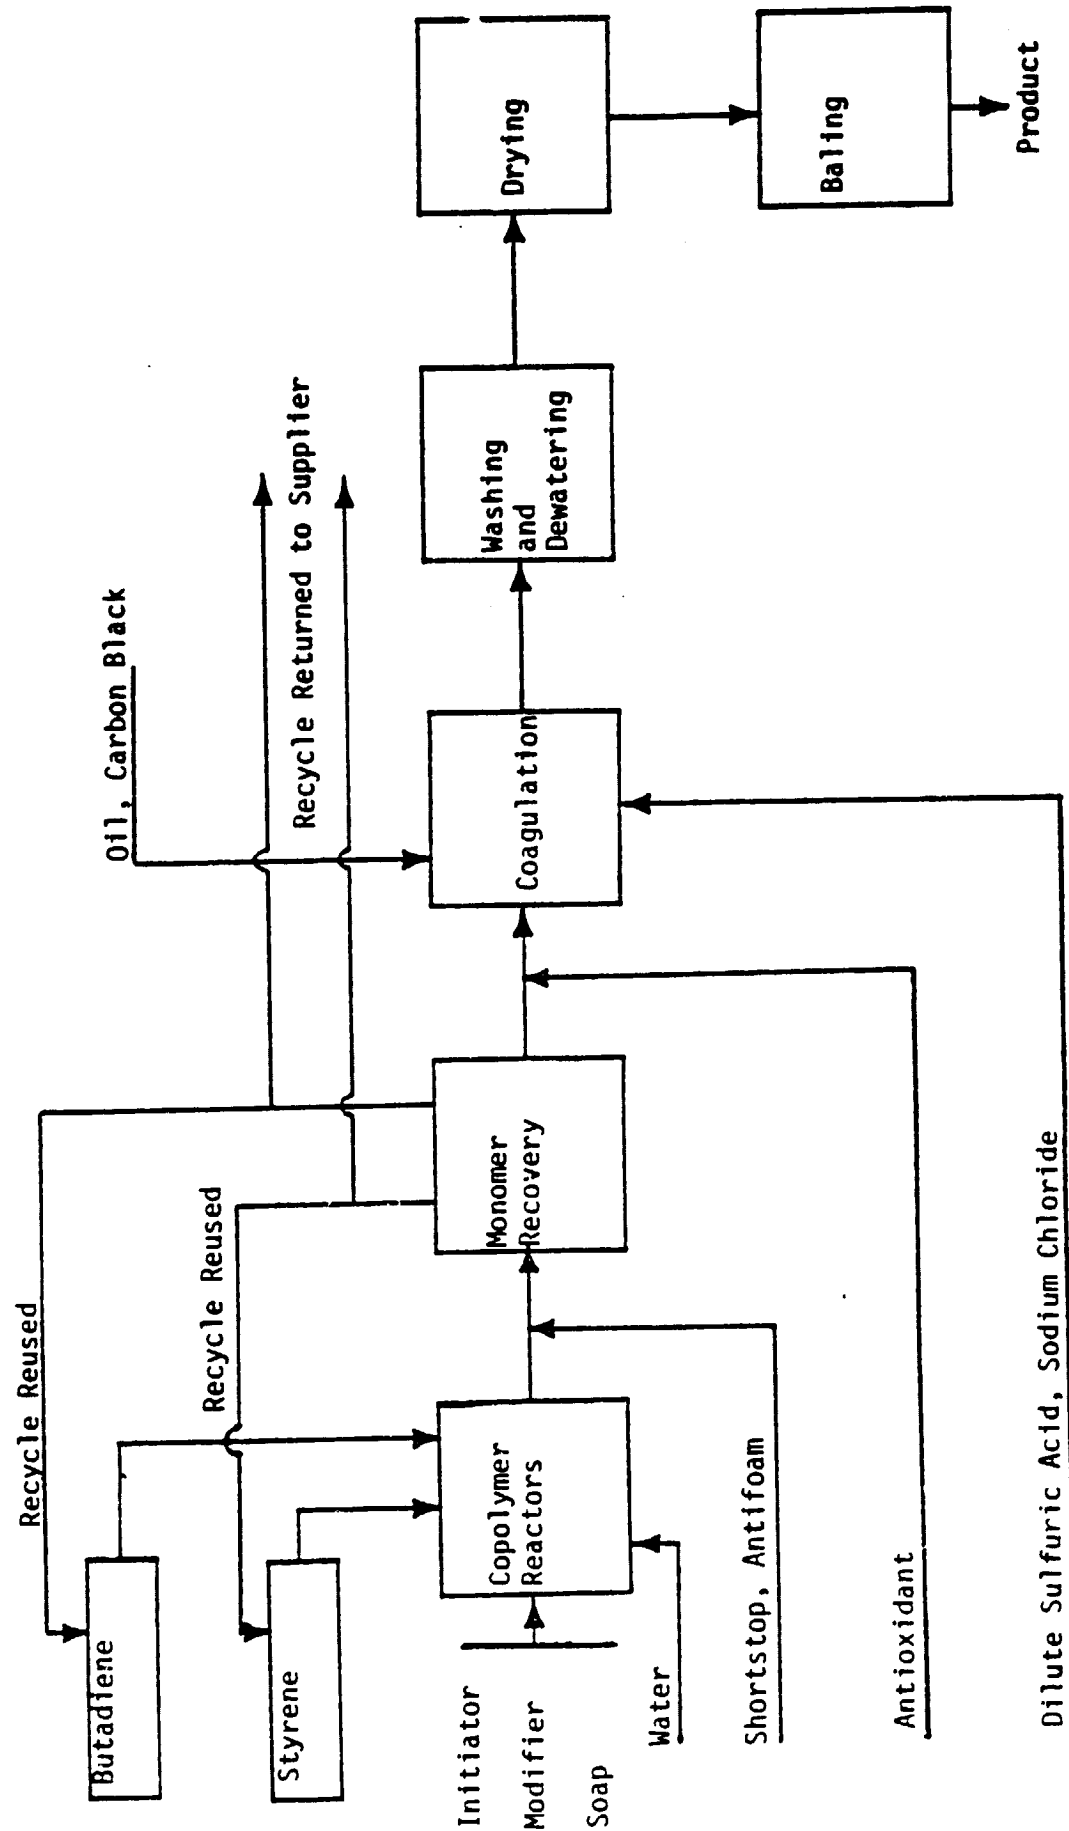 Recycle Reused
Butadiene
Oil, Carbon Black
Recycle Reused
Styrene
Recycle Returned to Supplier
Initiator
Modifier
Soap
Copolymer
Reactors
Monomer
Recovery
Coagulation
Washing
and
Dewatering
Drying
Water
Shortstop, Antifoam
Baling
Antioxidant
Product
Dilute Sulfuric Acid, Sodium Chloride